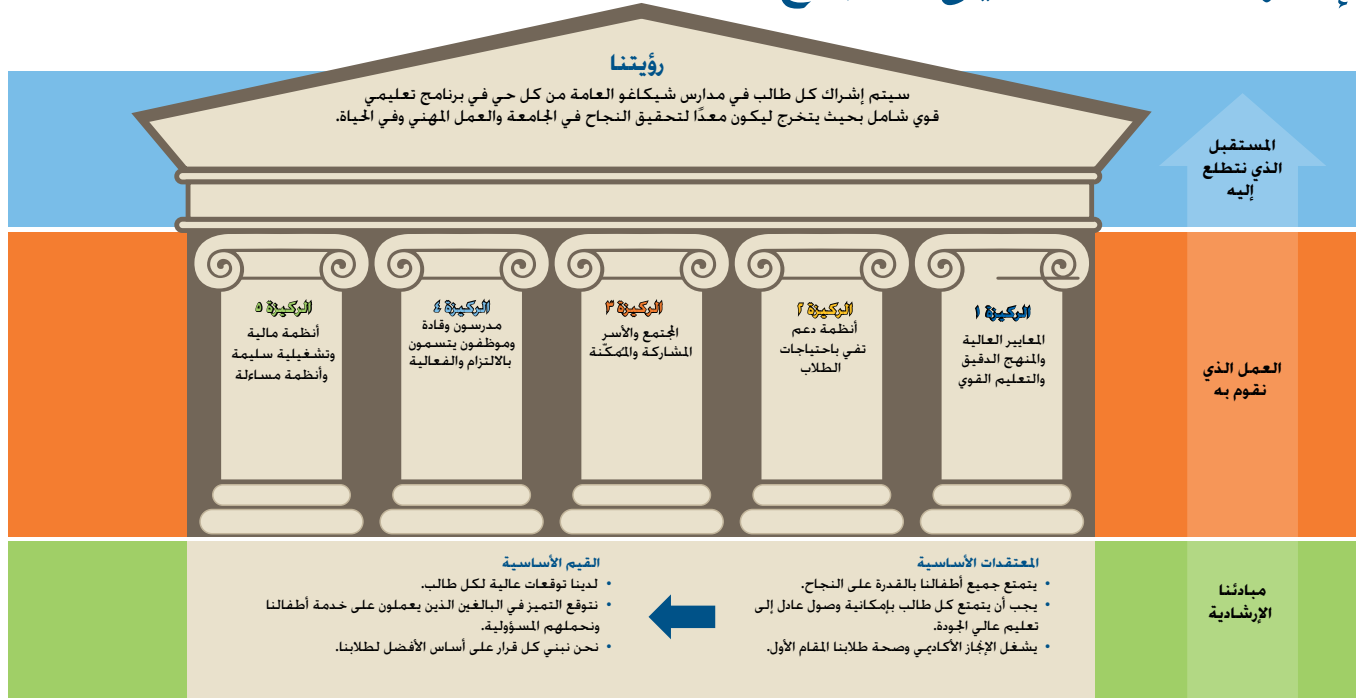 رؤيتنا
سيتم إشراك كل طالب في مدارس شيكاغو العامة من كل حي في برنامج تعليمي
قوي شامل بحيث يتخرج ليكون معدًا لتحقيق النجاح في الجامعة والعمل المهني وفي الحياة.
المستقبل
الذي نتطلع
إليه
الركيزة ١
المعايير العالية
والمنهج الدقيق
والتعليم القوي
الركيزة ٢
أنظمة دعم
تفي باحتياجات
الطلاب
الركيزة ٣
المجتمع والأسر
المشاركة والممكّنة
الركيزة ٤
مدرسون وقادة
وموظفون يتسمون
بالالتزام والفعالية
الركيزة ٥
أنظمة مالية
وتشغيلية سليمة
وأنظمة مساءلة
العمل الذي
نقوم به
مبادئنا
الإرشادية
المعتقدات الأساسية
• يتمتع جميع أطفالنا بالقدرة على النجاح.
• يجب أن يتمتع كل طالب بإمكانية وصول عادل إلى
تعليم عالي الجودة.
• يشغل الإنجاز الأكاديمي وصحة طلابنا المقام الأول.
القيم الأساسية
• لدينا توقعات عالية لكل طالب.
• نتوقع التميز في البالغين الذين يعملون على خدمة أطفالنا
ونحملهم المسؤولية.
• نحن نبني كل قرار على أساس الأفضل لطلابنا.